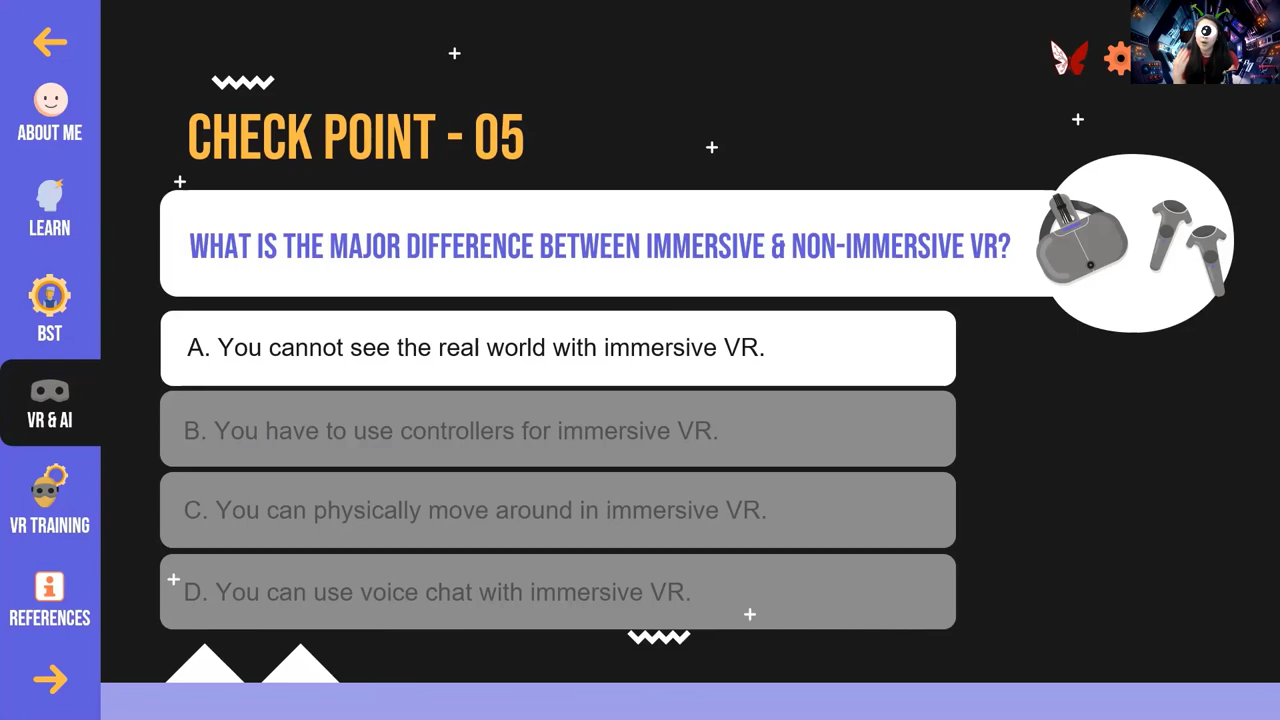 ABOUT ME
LEARN
BST
VR & AI
VR TRAINING
REFERENCES
CHECK POINT - 05
WHAT IS THE MAJOR DIFFERENCE BETWEEN IMMERSIVE & NON-IMMERSIVE VR?
A. You cannot see the real world with immersive VR.
B. You have to use controllers for immersive VR.
C. You can physically move around in immersive VR.
D. You can use voice chat with immersive VR.